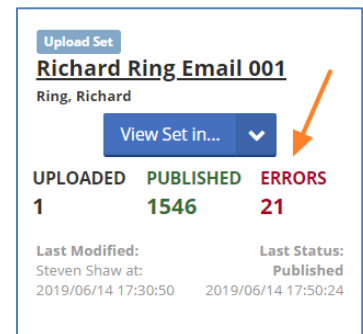 Upload Set
Richard Ring Email 001
Ring, Richard
View Set in...
UPLOADED PUBLISHED ERRORS
1 1546 21
Last Modified: Last Status:
Steven Shaw at: Published
2019/06/14 17:30:50 2019/06/14 17:50:24